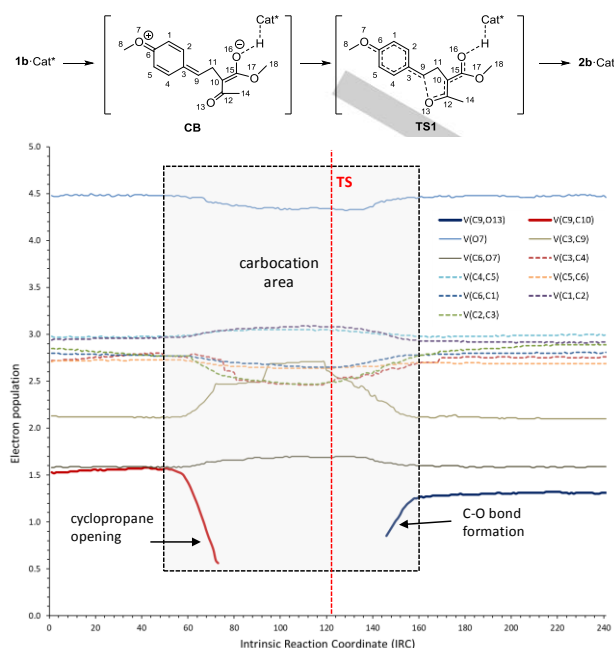 1b·Cat*
8 O 7 ⊕ 6 1 2 5 4 3 9 11 10 O⊖ 16 H Cat* 15 O 17 18 12 O 13 14
CB
8 O 7 6 1 2 5 4 3 9 11 10 O 16 H Cat* 15 O 17 18 12 O 13 14
TS1
2b·Cat
TS
carbocation
area
cyclopropane
opening
C-O bond
formation
V(C9,O13) V(C9,C10)
V(O7) V(C3,C9)
V(C6,O7) V(C3,C4)
V(C4,C5) V(C5,C6)
V(C6,C1) V(C1,C2)
V(C2,C3)
Electron population
5.0
4.5
4.0
3.5
3.0
2.5
2.0
1.5
1.0
0.5
0.0
0 20 40 60 80 100 120 140 160 180 200 220 240
Intrinsic Reaction Coordinate (IRC)